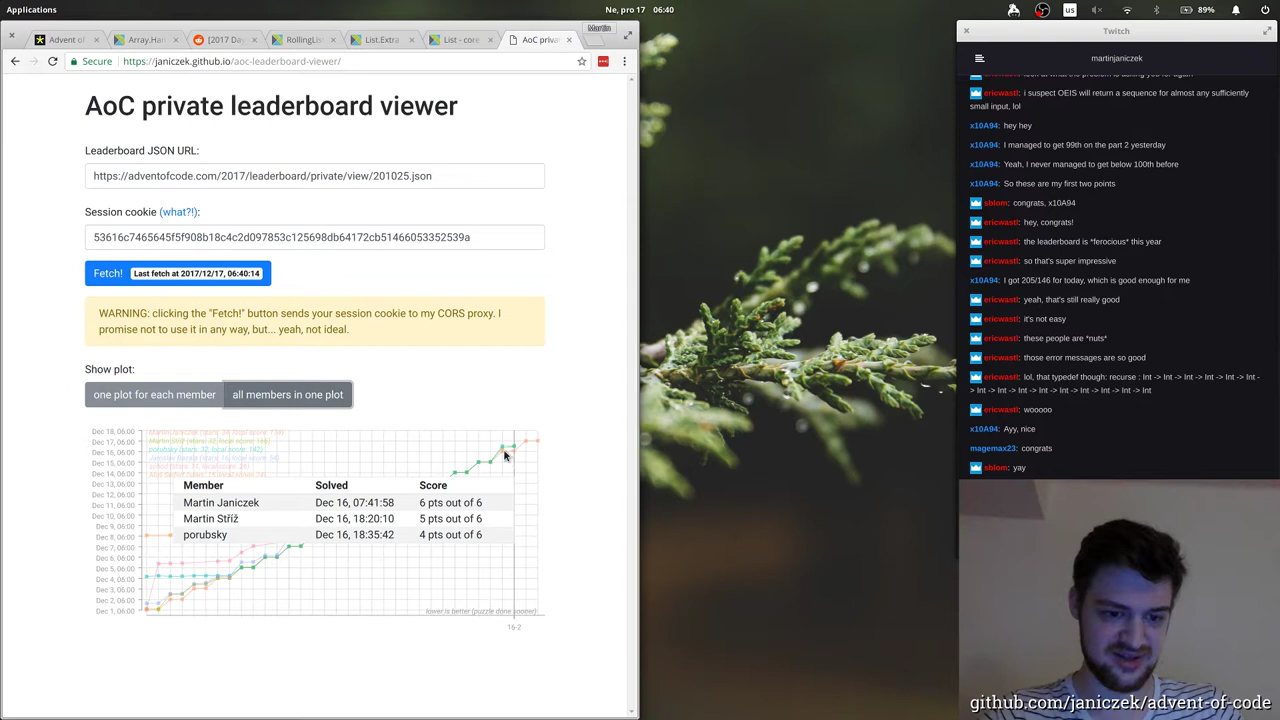 Applications
Ne, pro 17 06:40
us
89%
Martin
Advent of
Array.Ham
[2017 Day
RollingLis
List.Extra
List - core
AoC priva
Twitch
Secure https://janiczek.github.io/aoc-leaderboard-viewer/
martinjaniczek
AoC private leaderboard viewer
Leaderboard JSON URL:
https://adventofcode.com/2017/leaderboard/private/view/201025.json
Session cookie (what?!):
Fetch! Last fetch at 2017/12/17, 06:40:14
WARNING: clicking the "Fetch!" button sends your session cookie to my CORS proxy. I
promise not to use it in any way, but... yeah, not ideal.
Show plot:
one plot for each member
all members in one plot
Dec 18, 06:00
Dec 17, 06:00
Dec 16, 06:00
Dec 15, 06:00
Dec 14, 06:00
Dec 13, 06:00
Dec 12, 06:00
Dec 11, 06:00
Dec 10, 06:00
Dec 9, 06:00
Dec 8, 06:00
Dec 7, 06:00
Dec 6, 06:00
Dec 5, 06:00
Dec 4, 06:00
Dec 3, 06:00
Dec 2, 06:00
Dec 1, 06:00
Member Solved Score
Martin Janiczek Dec 16, 07:41:58 6 pts out of 6
Martin Stříž Dec 16, 18:20:10 5 pts out of 6
porubsky Dec 16, 18:35:42 4 pts out of 6
lower is better (puzzle done sooner)
16-2
ericwastl: i suspect OEIS will return a sequence for almost any sufficiently
small input, lol
x10A94: hey hey
x10A94: I managed to get 99th on the part 2 yesterday
x10A94: Yeah, I never managed to get below 100th before
x10A94: So these are my first two points
sblom: congrats, x10A94
ericwastl: hey, congrats!
ericwastl: the leaderboard is *ferocious* this year
ericwastl: so that's super impressive
x10A94: I got 205/146 for today, which is good enough for me
ericwastl: yeah, that's still really good
ericwastl: it's not easy
ericwastl: these people are *nuts*
ericwastl: those error messages are so good
ericwastl: lol, that typedef though: recurse : Int -> Int -> Int -> Int -> Int -> Int -> Int -
> Int -> Int -> Int -> Int -> Int -> Int -> Int
ericwastl: wooooo
x10A94: Ayy, nice
magemax23: congrats
sblom: yay
github.com/janiczek/advent-of-code